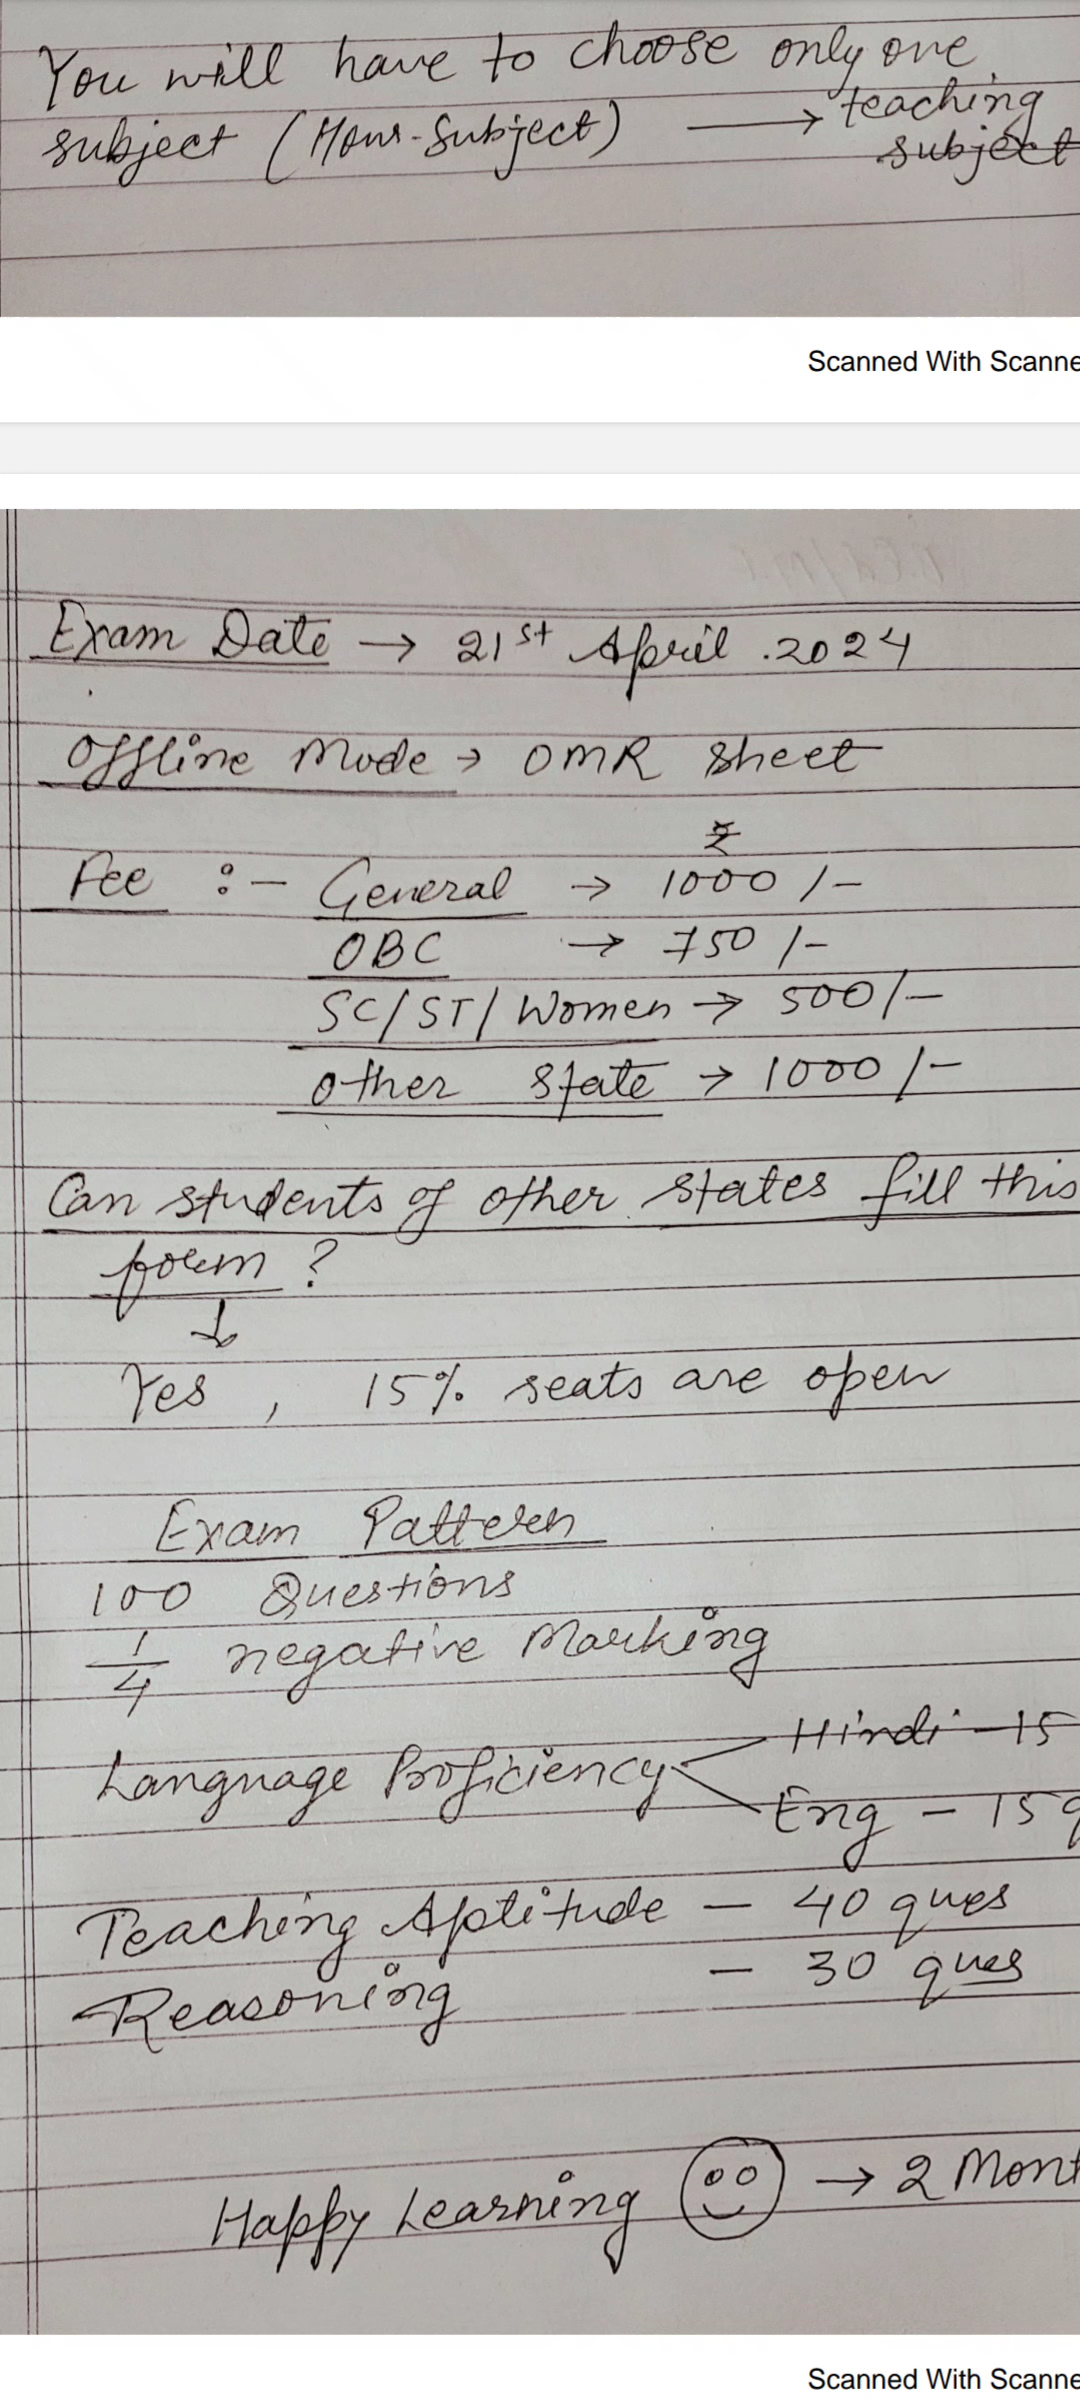 You will have to choose only one
subject (Hons-Subject) → teaching
subject
Scanned With Scanne
Exam Date → 21st April .2024
Offline Mode → OMR sheet
₹
Fee :- General → 1000/-
OBC → 750/-
SC/ST/Women → 500/-
other state → 1000/-
Can students of other states fill this
form ?
↓
Yes , 15% seats are open
Exam Pattern
100 Questions
1/4 negative Marking
Language Proficiency Hindi - 15
Eng - 15 q
Teaching Aptitude - 40 ques
Reasoning - 30 ques
Happy Learning → 2 Mont
Scanned With Scanne